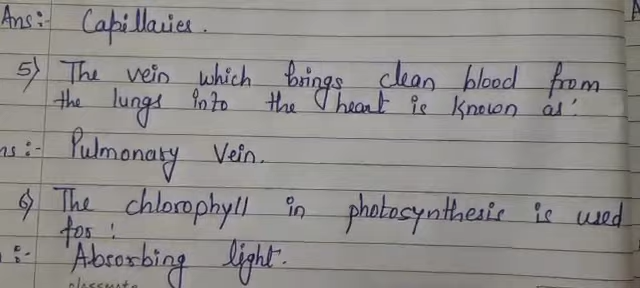 Ans:- Capillaries.
5) The vein which brings clean blood from
the lungs into the heart is known as:
ns:- Pulmonary Vein.
6) The chlorophyll in photosynthesis is used
for:
:- Absorbing light.